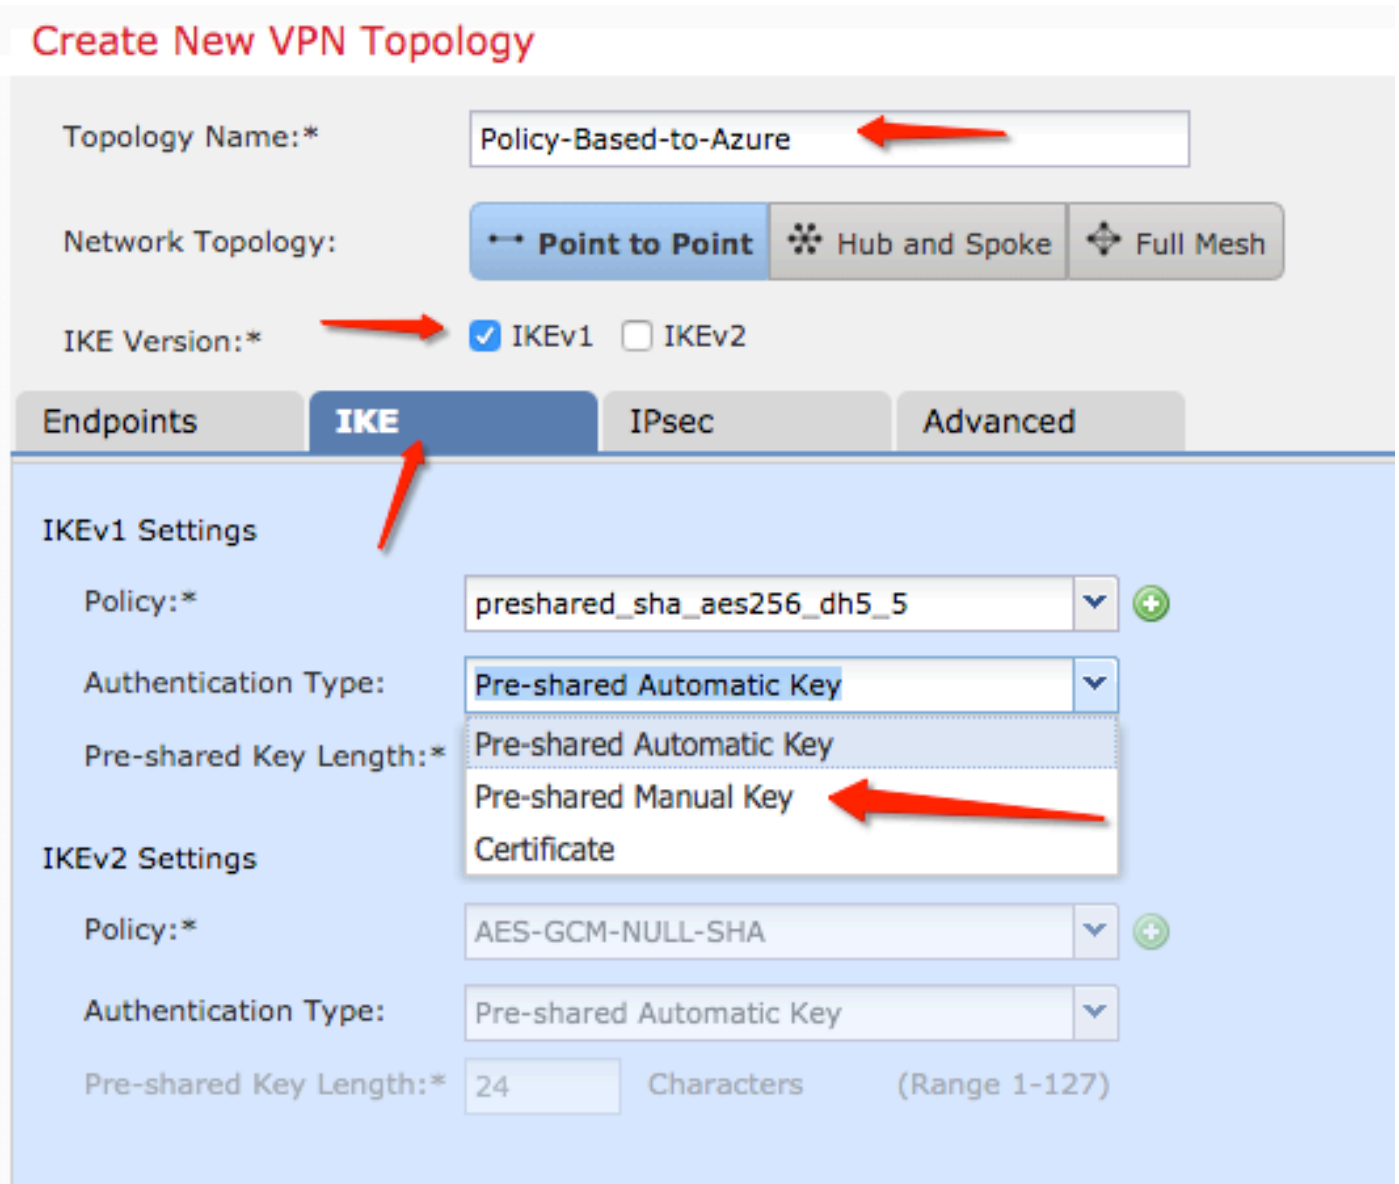 Create New VPN Topology
Topology Name:* Policy-Based-to-Azure
Network Topology: Point to Point Hub and Spoke Full Mesh
IKE Version:* IKEv1 IKEv2
Endpoints IKE IPsec Advanced
IKEv1 Settings
Policy:* preshared_sha_aes256_dh5_5
Authentication Type: Pre-shared Automatic Key
Pre-shared Automatic Key
Pre-shared Key Length:*
Pre-shared Manual Key
Certificate
IKEv2 Settings
Policy:* AES-GCM-NULL-SHA
Authentication Type: Pre-shared Automatic Key
Pre-shared Key Length:* 24 Characters (Range 1-127)